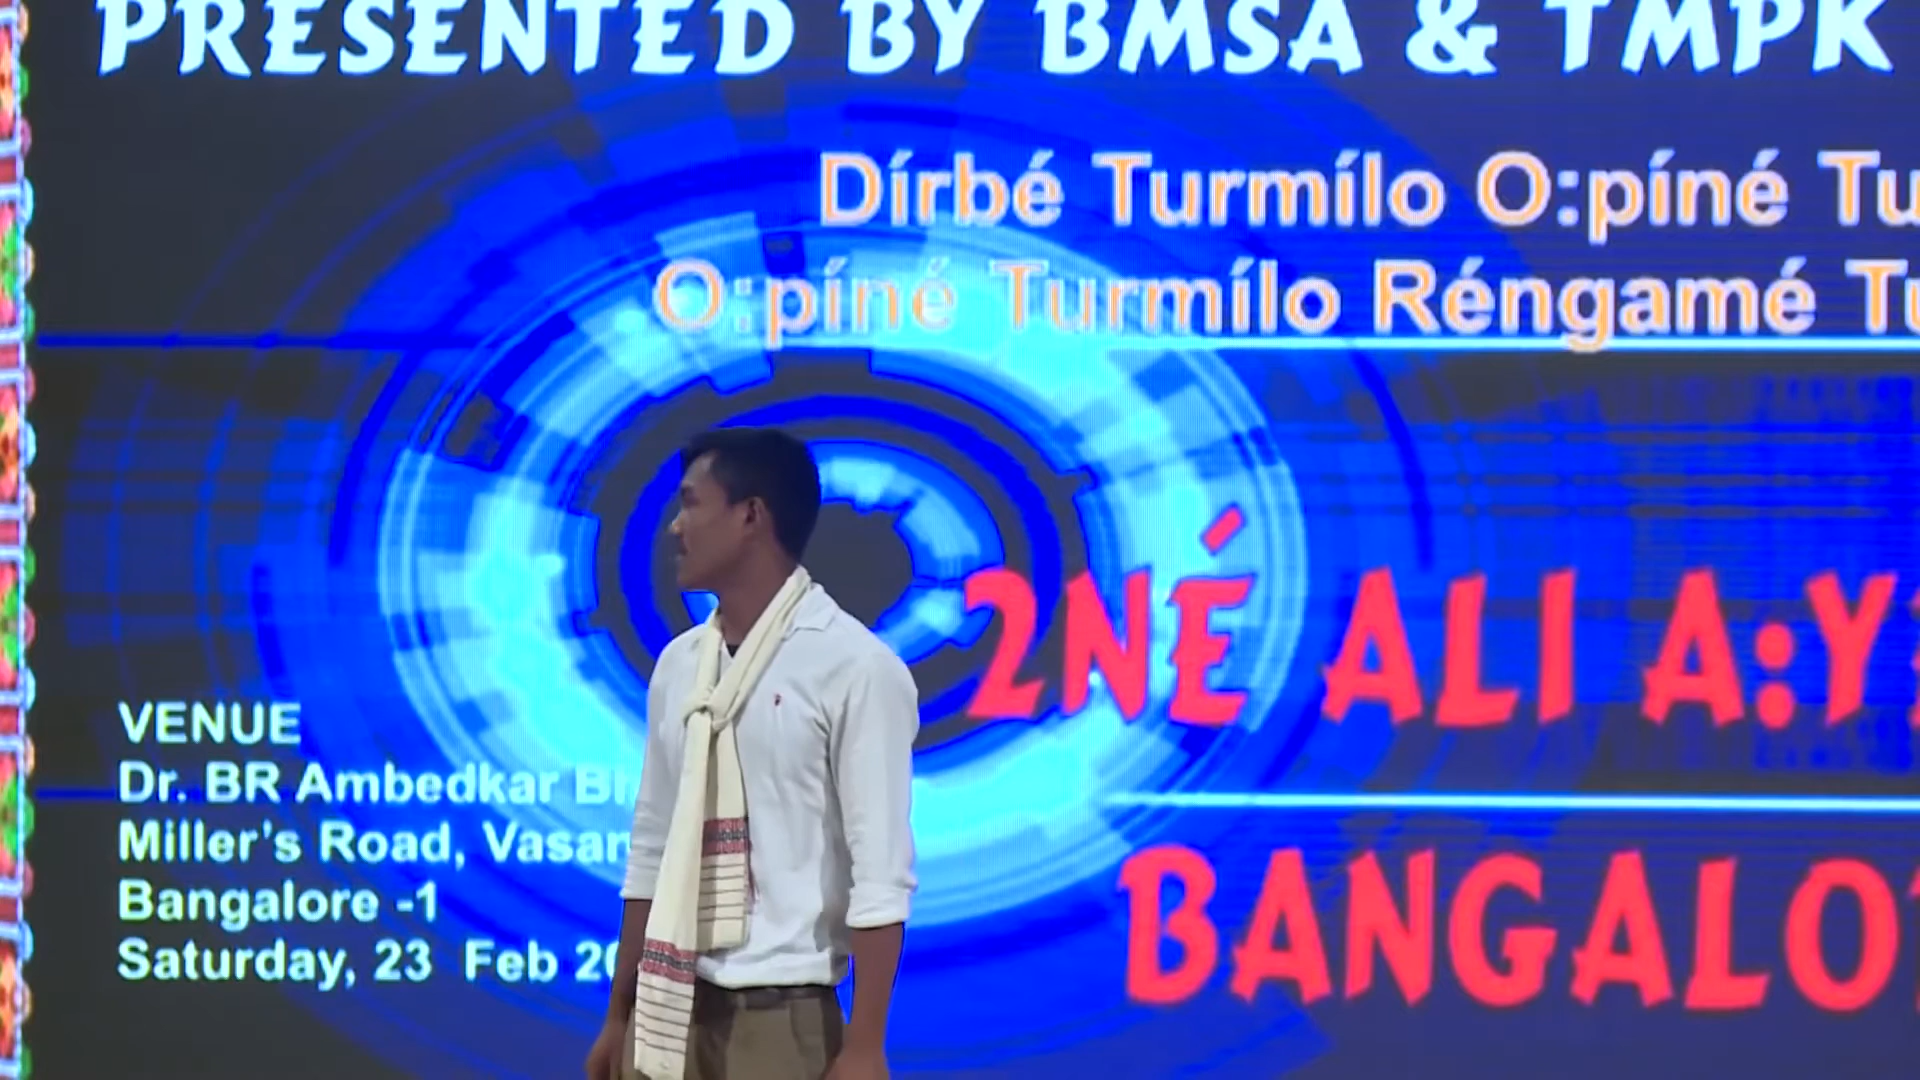 PRESENTED BY BMSA & TMPK
Dírbé Turmílo O:píné
O:píné Turmílo Réngamé
2NÉ ALI
VENUE
Dr. BR Ambedkar
Miller's Road,
Bangalore -1
Saturday, 23 Feb